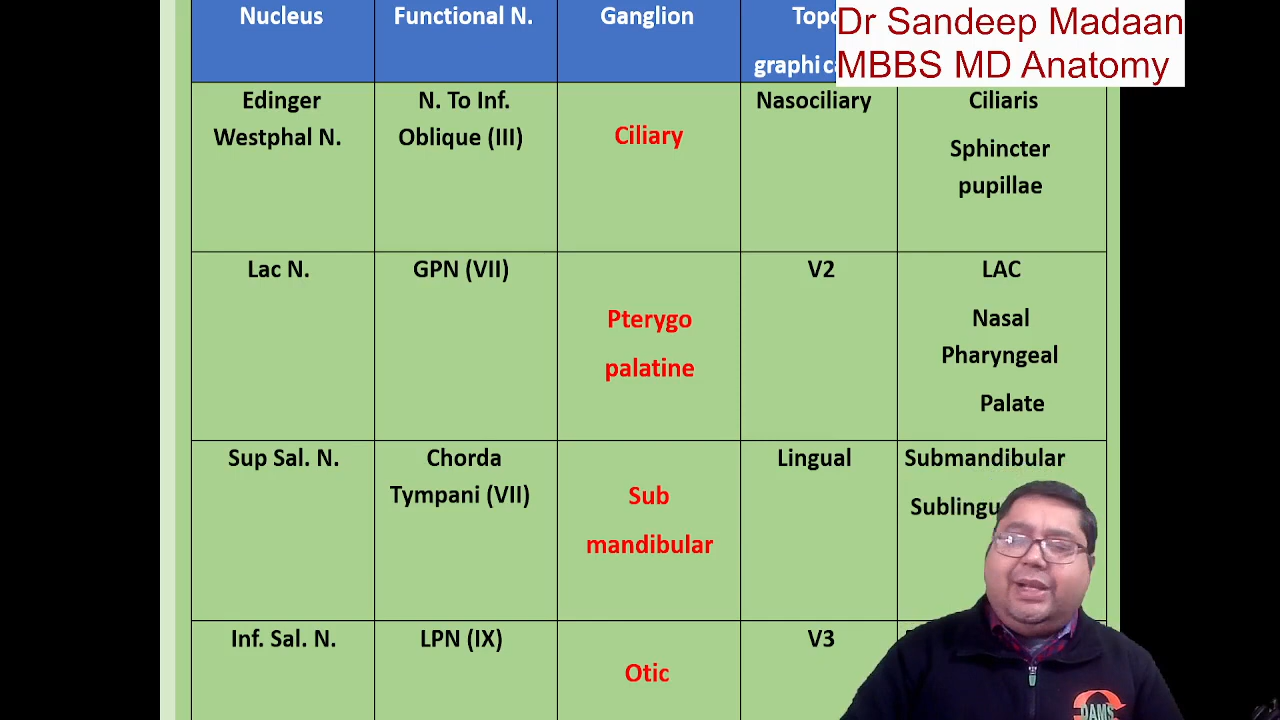 Nucleus
Functional N.
Ganglion
graphi
Dr Sandeep Madaan
MBBS MD Anatomy
Edinger
Westphal N.
N. To Inf.
Oblique (III)
Ciliary
Nasociliary
Ciliaris
Sphincter
pupillae
Lac N.
GPN (VII)
Pterygo
palatine
V2
LAC
Nasal
Pharyngeal
Palate
Sup Sal. N.
Chorda
Tympani (VII)
Sub
mandibular
Lingual
Submandibular
Inf. Sal. N.
LPN (IX)
Otic
V3
DAMS